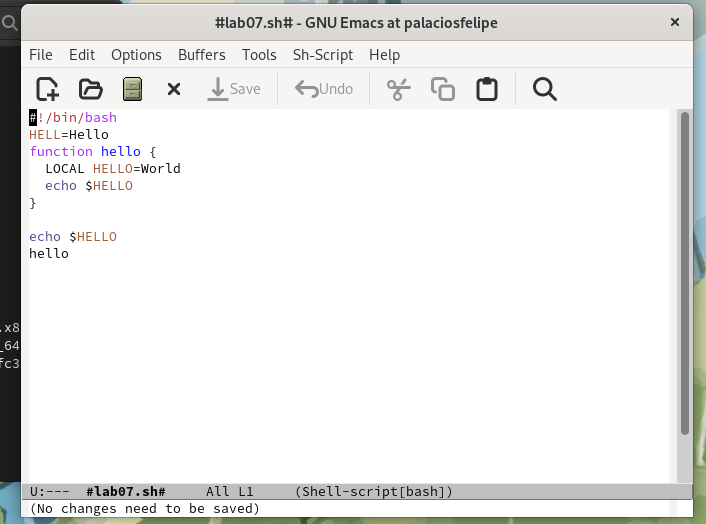 #lab07.sh# - GNU Emacs at palaciosfelipe
File Edit Options Buffers Tools Sh-Script Help
Save Undo
#!/bin/bash
HELL=Hello
function hello {
  LOCAL HELLO=World
  echo $HELLO
}
echo $HELLO
hello
.x8
_64
fc3
U:--- #lab07.sh# All L1 (Shell-script[bash])
(No changes need to be saved)